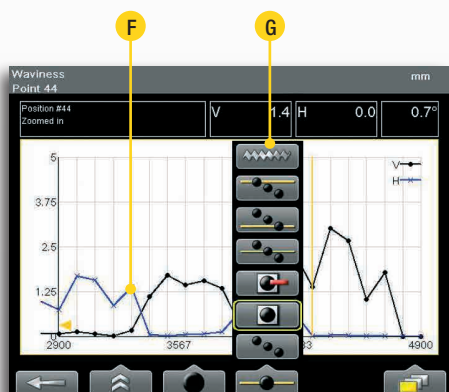 F
G
Waviness
mm
Point 44
Position #44
Zoomed in
V 1.4
H 0.0
0.7°
5
V
H
3.75
2.5
1.25
0
2900
3567
33
4900